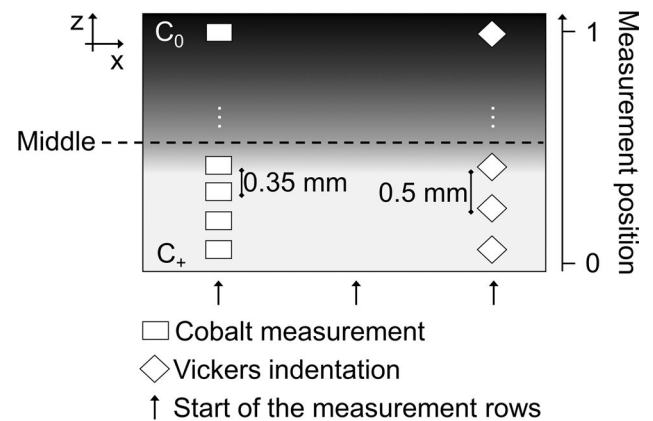 z
x
C₀
1
Middle
0.35 mm
0.5 mm
C₊
0
Measurement position
Cobalt measurement
Vickers indentation
Start of the measurement rows